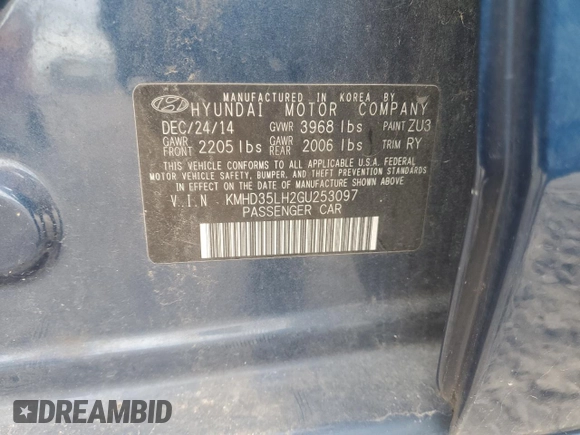 MANUFACTURED IN KOREA BY
HYUNDAI MOTOR COMPANY
DEC/24/14 GVWR 3968 lbs PAINT ZU3
GAWR FRONT 2205 lbs GAWR REAR 2006 lbs TRIM RY
THIS VEHICLE CONFORMS TO ALL APPLICABLE U.S.A. FEDERAL
MOTOR VEHICLE SAFETY, BUMPER, AND THEFT PREVENTION
STANDARDS IN EFFECT ON THE DATE OF MANUFACTURE SHOWN ABOVE
V.I.N KMHD35LH2GU253097
PASSENGER CAR
DREAMBID